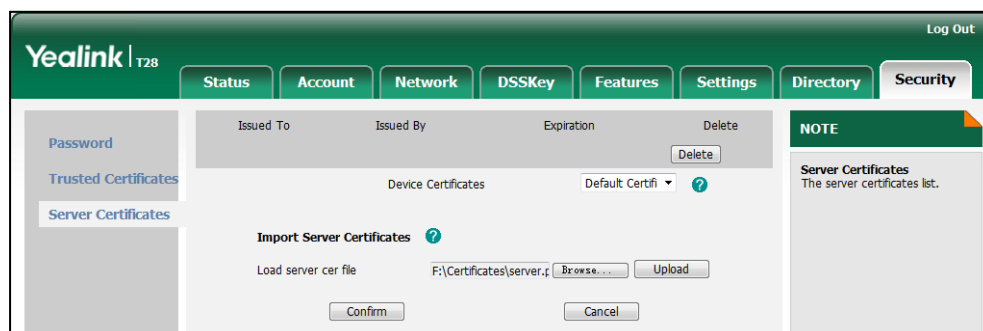 Log Out
Yealink T28
Status Account Network DSSKey Features Settings Directory Security
Password
Trusted Certificates
Server Certificates
Issued To Issued By Expiration Delete
Delete
Device Certificates Default Certifi
Import Server Certificates
Load server cer file F:\Certificates\server.p Browse... Upload
Confirm Cancel
NOTE
Server Certificates
The server certificates list.